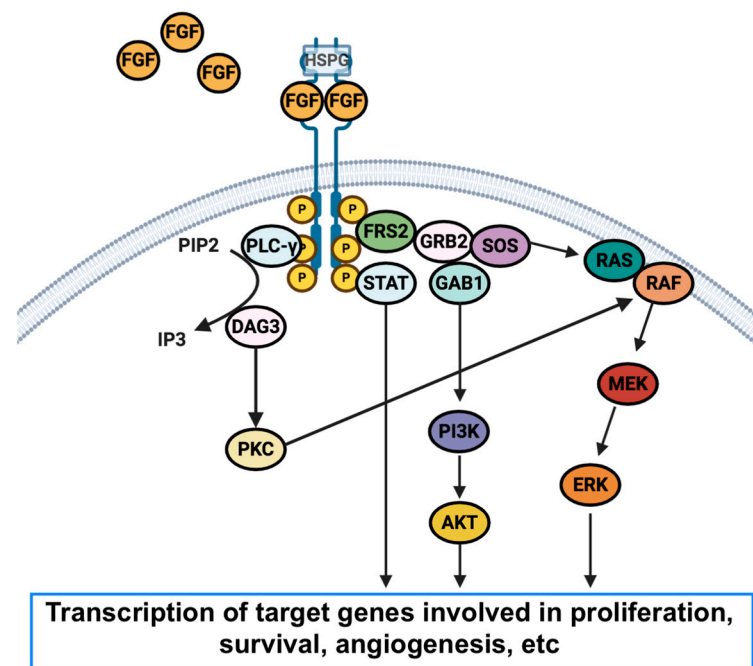 FGF
FGF
FGF
HSPG
FGF FGF
P P
FRS2 GRB2 SOS
PIP2 PLC-γ P P
RAS
STAT GAB1
P P
RAF
IP3 DAG3
MEK
PKC PI3K
ERK
AKT
Transcription of target genes involved in proliferation,
survival, angiogenesis, etc